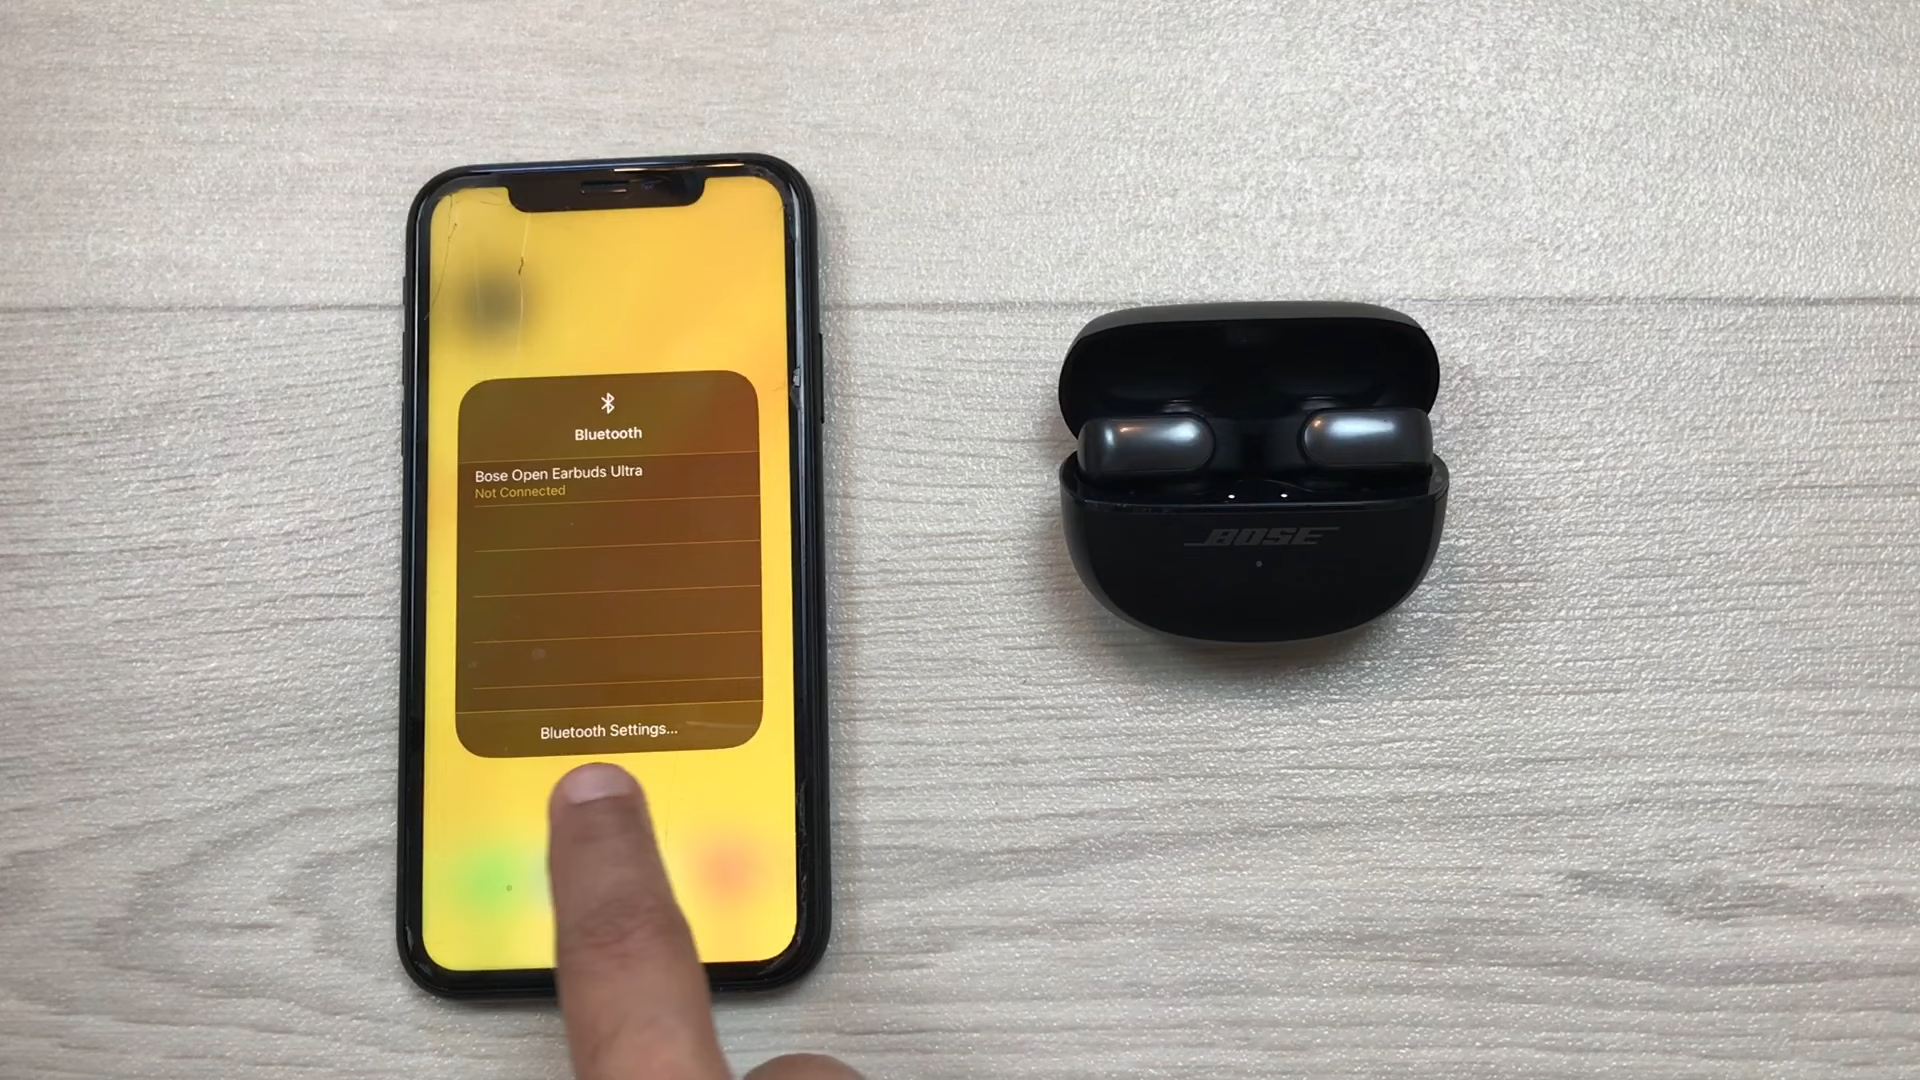 Bluetooth
Bose Open Earbuds Ultra
Not Connected
Bluetooth Settings...
BOSE